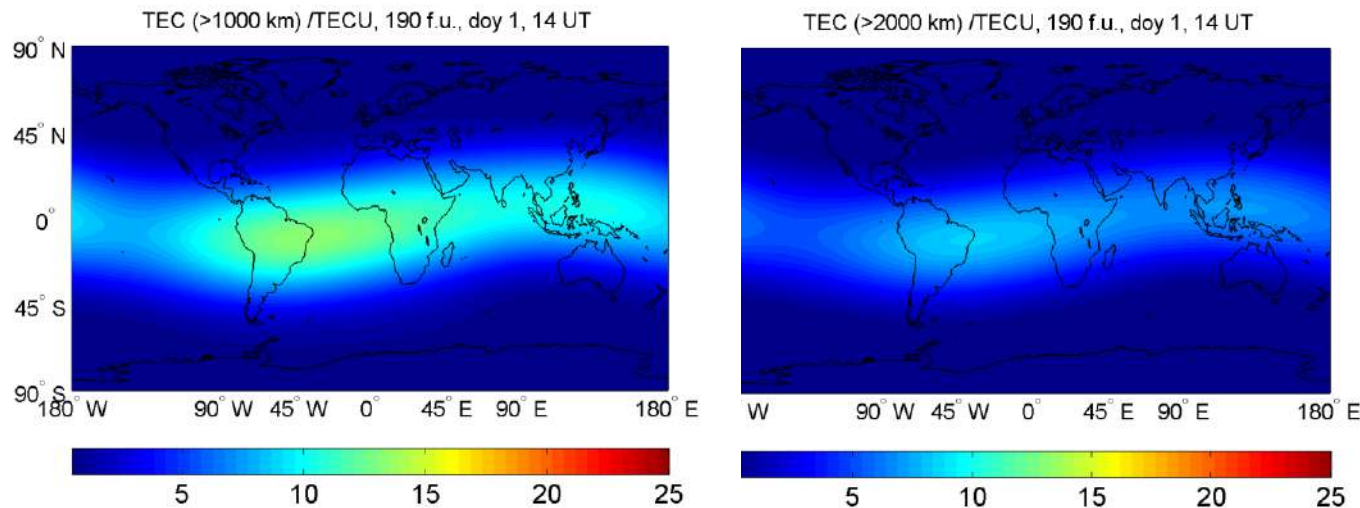 TEC (>1000 km) /TECU, 190 f.u., doy 1, 14 UT
90° N
45° N
0°
45° S
90° S
180° W 90° W 45° W 0° 45° E 90° E 180° E
5 10 15 20 25
TEC (>2000 km) /TECU, 190 f.u., doy 1, 14 UT
W 90° W 45° W 0° 45° E 90° E 180° E
5 10 15 20 25